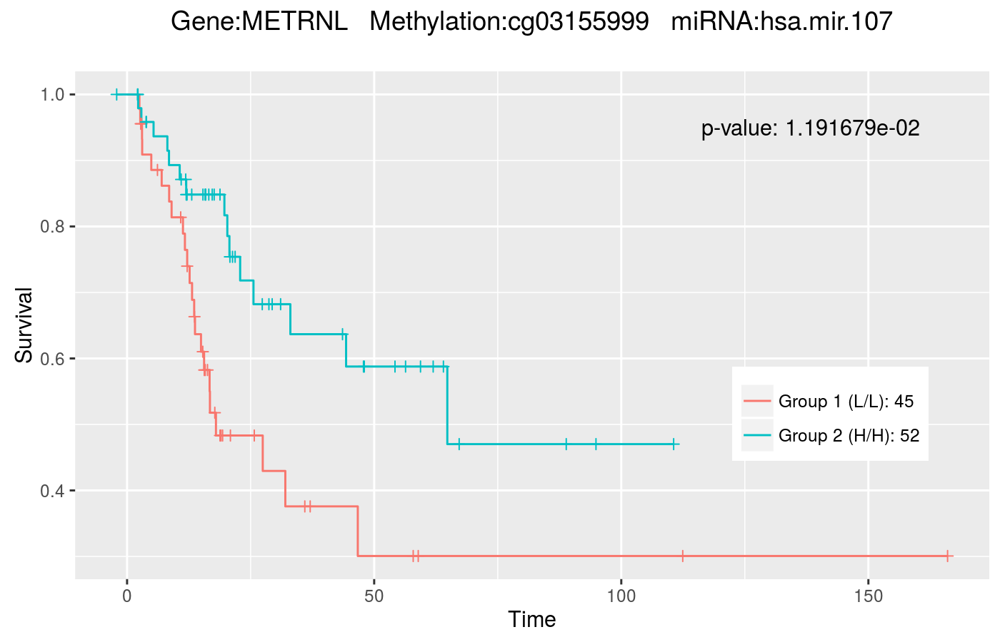 Gene:METRNL   Methylation:cg03155999   miRNA:hsa.mir.107
1.0
p-value: 1.191679e-02
0.8
Survival
0.6
Group 1 (L/L): 45
Group 2 (H/H): 52
0.4
0 50 100 150
Time